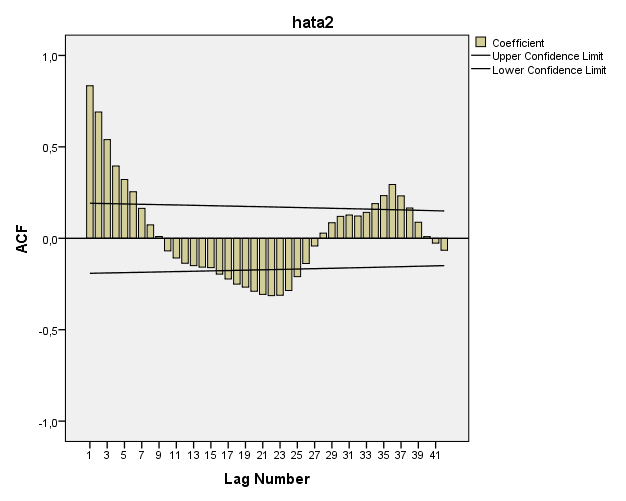 hata2
Coefficient
Upper Confidence Limit
Lower Confidence Limit
1,0
0,5
0,0
-0,5
-1,0
ACF
1 3 5 7 9 11 13 15 17 19 21 23 25 27 29 31 33 35 37 39 41
Lag Number